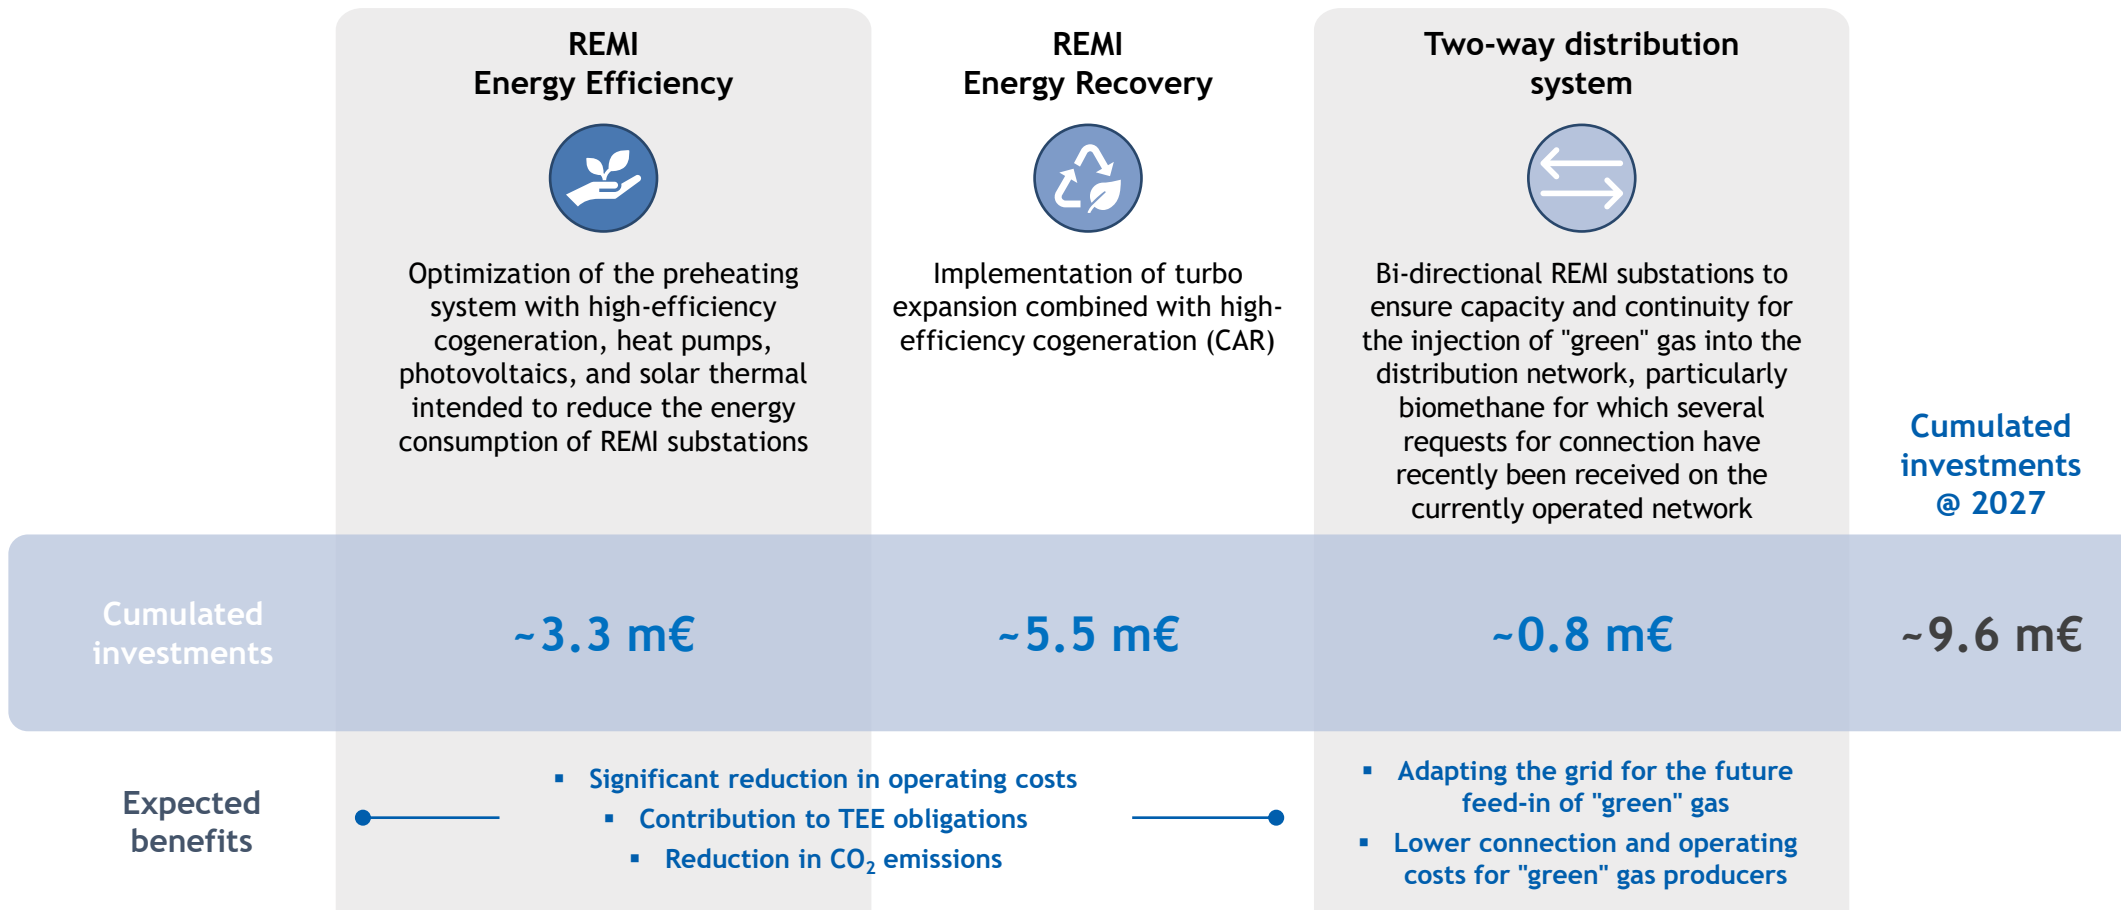 REMI
Energy Efficiency
Optimization of the preheating
system with high-efficiency
cogeneration, heat pumps,
photovoltaics, and solar thermal
intended to reduce the energy
consumption of REMI substations
REMI
Energy Recovery
Implementation of turbo
expansion combined with high-
efficiency cogeneration (CAR)
Two-way distribution
system
Bi-directional REMI substations to
ensure capacity and continuity for
the injection of "green" gas into the
distribution network, particularly
biomethane for which several
requests for connection have
recently been received on the
currently operated network
Cumulated
investments
@ 2027
Cumulated
investments
~3.3 m€
~5.5 m€
~0.8 m€
~9.6 m€
Expected
benefits
▪ Significant reduction in operating costs
▪ Contribution to TEE obligations
▪ Reduction in CO₂ emissions
▪ Adapting the grid for the future
feed-in of "green" gas
▪ Lower connection and operating
costs for "green" gas producers